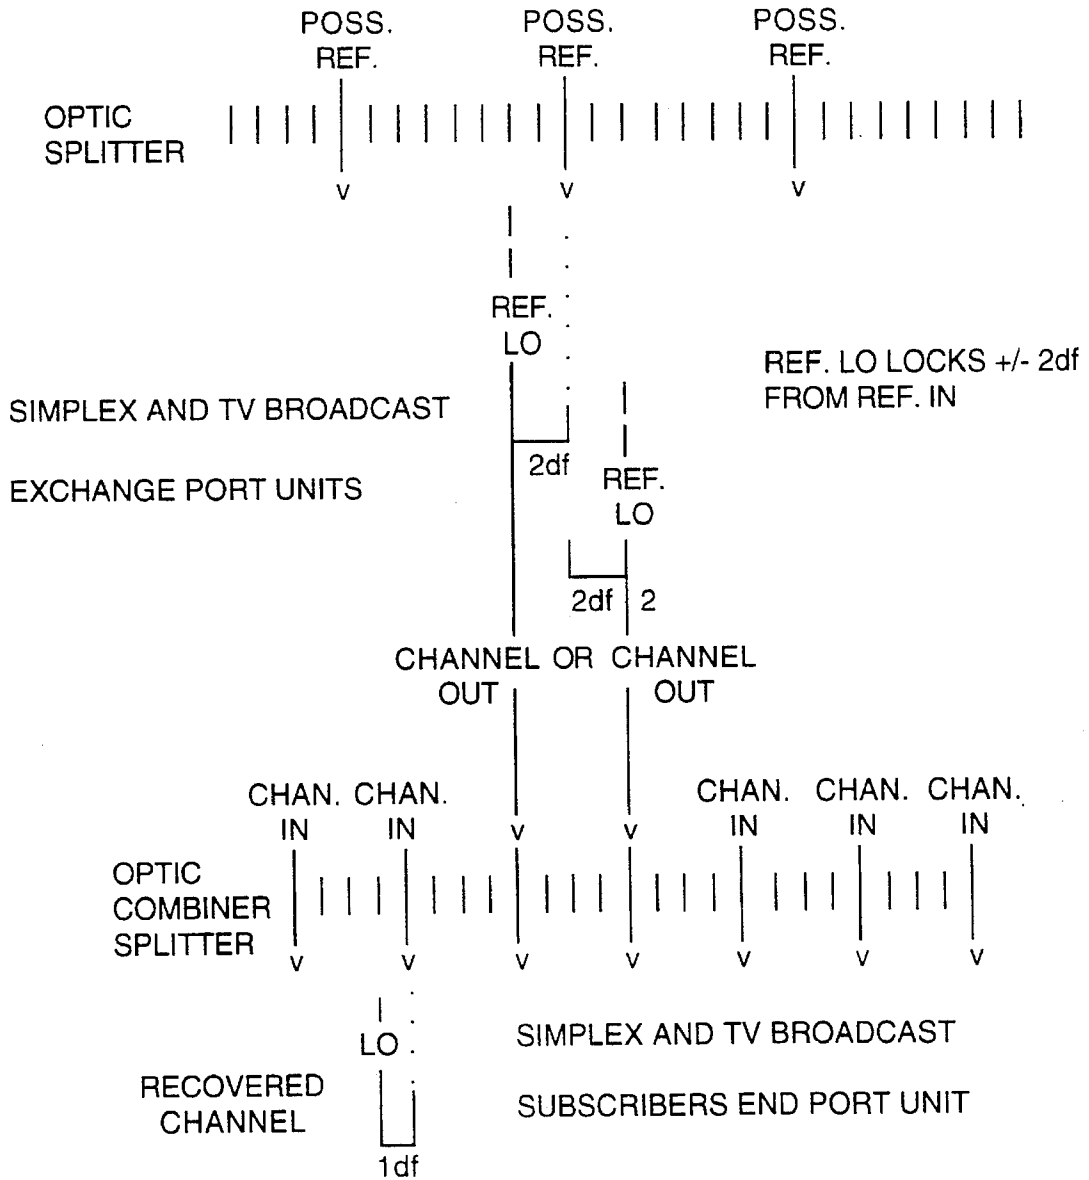 POSS. POSS. POSS.
REF. REF. REF.
OPTIC
SPLITTER
v v v
REF.
LO
REF. LO LOCKS +/- 2df
FROM REF. IN
SIMPLEX AND TV BROADCAST
2df
REF.
LO
EXCHANGE PORT UNITS
2df 2
CHANNEL OR CHANNEL
OUT OUT
CHAN. CHAN. CHAN. CHAN. CHAN.
IN IN v v IN IN IN
OPTIC
COMBINER
SPLITTER
v v v v v v v
LO
SIMPLEX AND TV BROADCAST
RECOVERED
CHANNEL
SUBSCRIBERS END PORT UNIT
1df